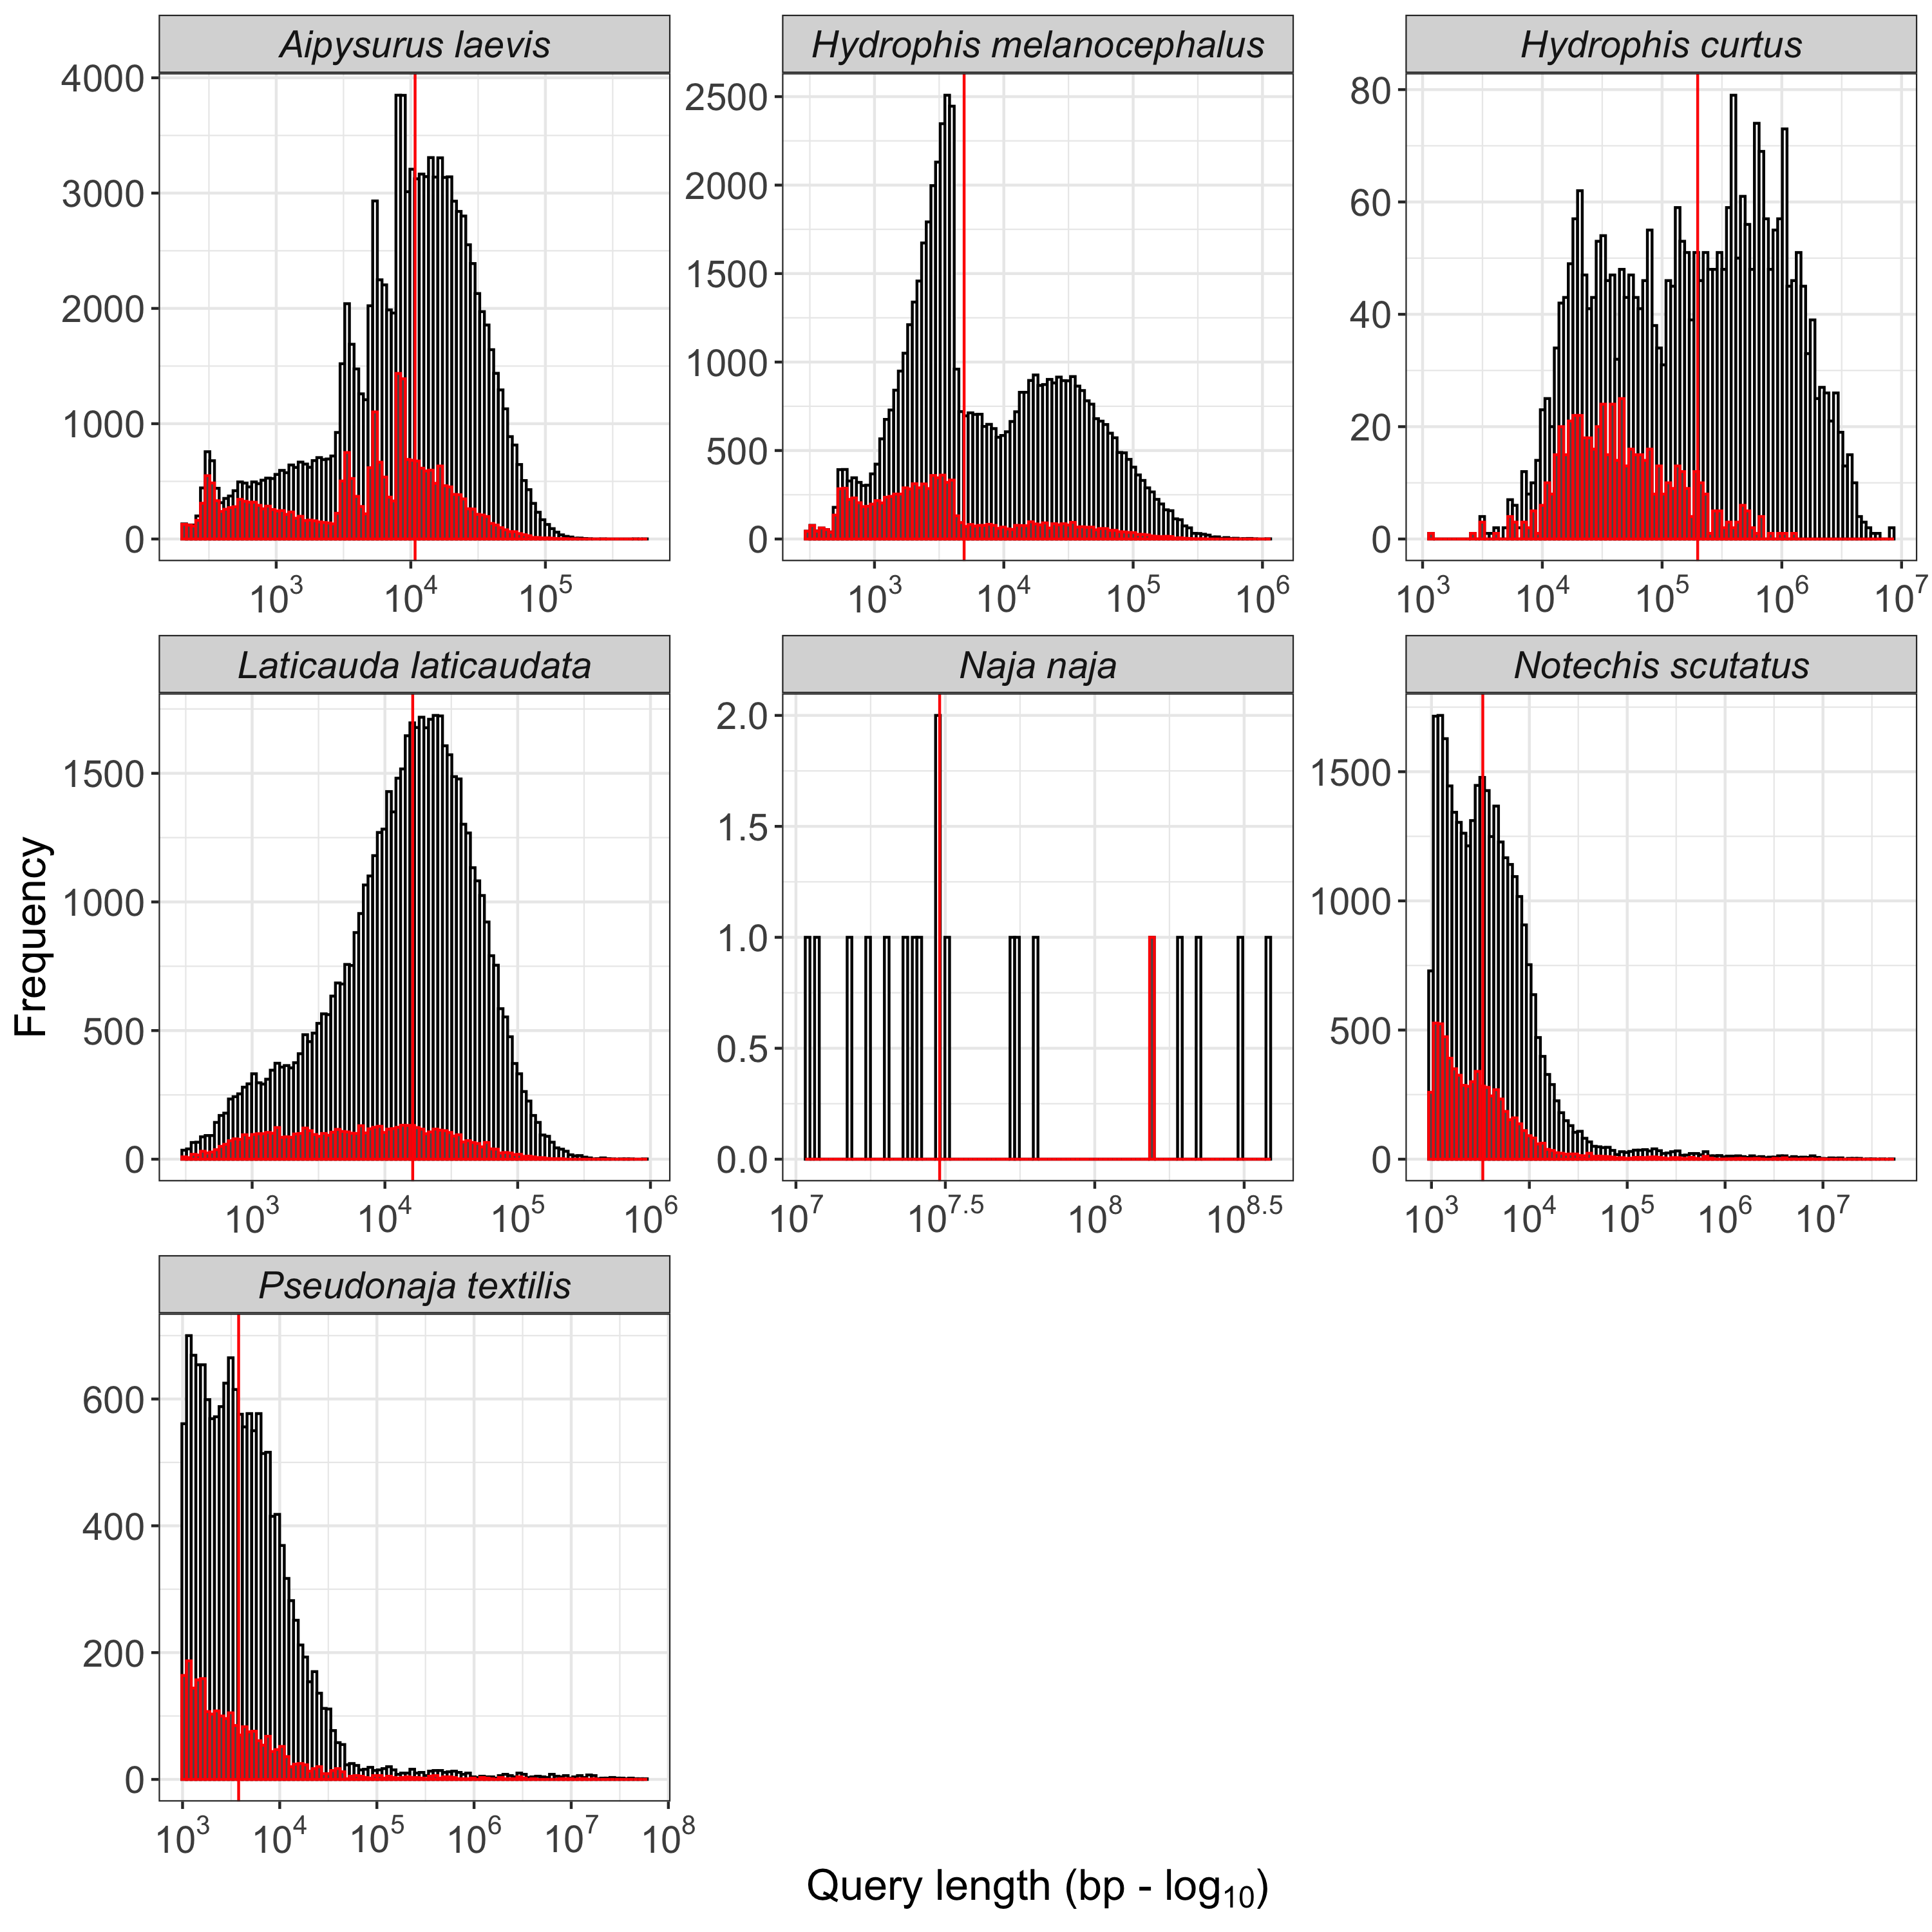 Aipysurus laevis
Hydrophis melanocephalus
Hydrophis curtus
4000
3000
2000
1000
0
10³ 10⁴ 10⁵
2500
2000
1500
1000
500
0
10³ 10⁴ 10⁵ 10⁶
80
60
40
20
0
10³ 10⁴ 10⁵ 10⁶ 10⁷
Laticauda laticaudata
Naja naja
Notechis scutatus
1500
1000
500
0
10³ 10⁴ 10⁵ 10⁶
2.0
1.5
1.0
0.5
0.0
10^7 10^7.5 10^8 10^8.5
1500
1000
500
0
10³ 10⁴ 10⁵ 10⁶ 10⁷
Pseudonaja textilis
600
400
200
0
10³ 10⁴ 10⁵ 10⁶ 10⁷ 10⁸
Frequency
Query length (bp - log₁₀)